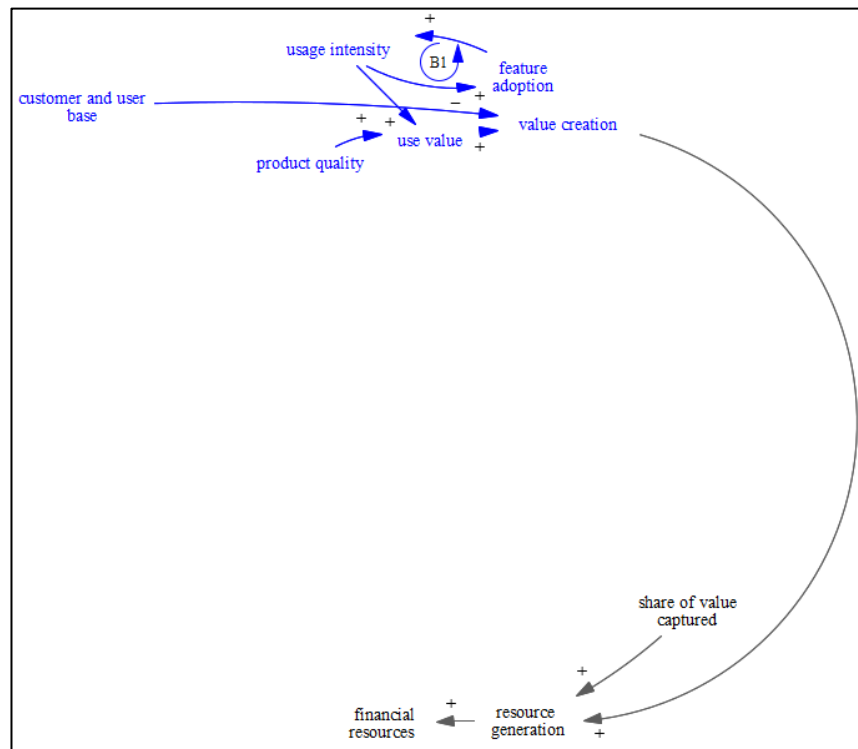 +
usage intensity
B1
feature
adoption
customer and user
base
−
+
value creation
+
+
use value
+
product quality
share of value
captured
+
+
financial
resources
resource
generation
+